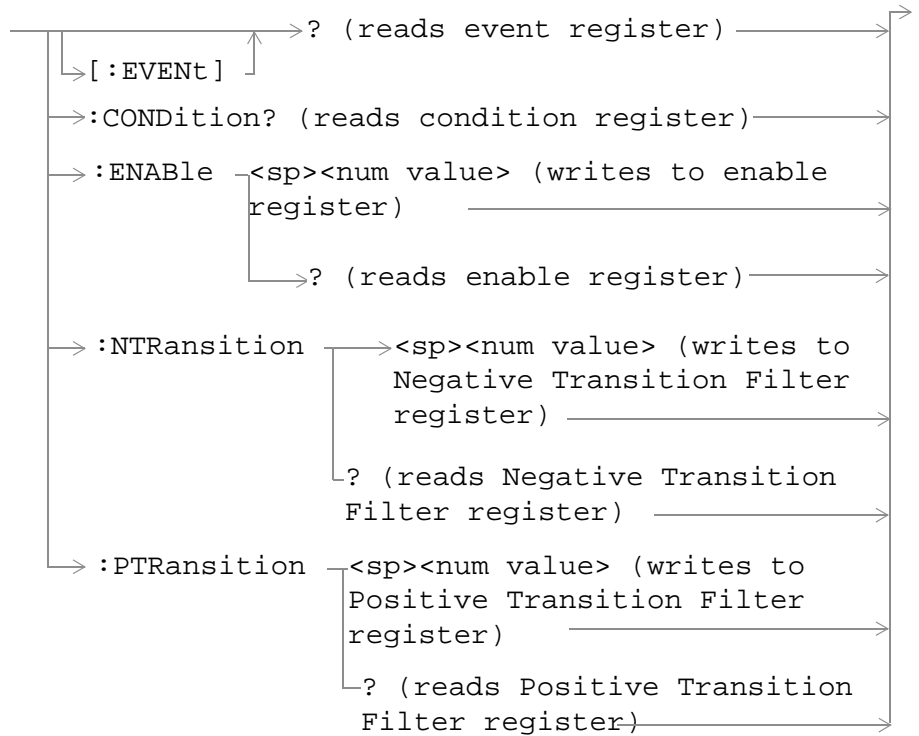 ? (reads event register)
[:EVENt]
:CONDition? (reads condition register)
:ENABle <sp><num value> (writes to enable
register)
? (reads enable register)
:NTRansition <sp><num value> (writes to
Negative Transition Filter
register)
? (reads Negative Transition
Filter register)
:PTRansition <sp><num value> (writes to
Positive Transition Filter
register)
? (reads Positive Transition
Filter register)